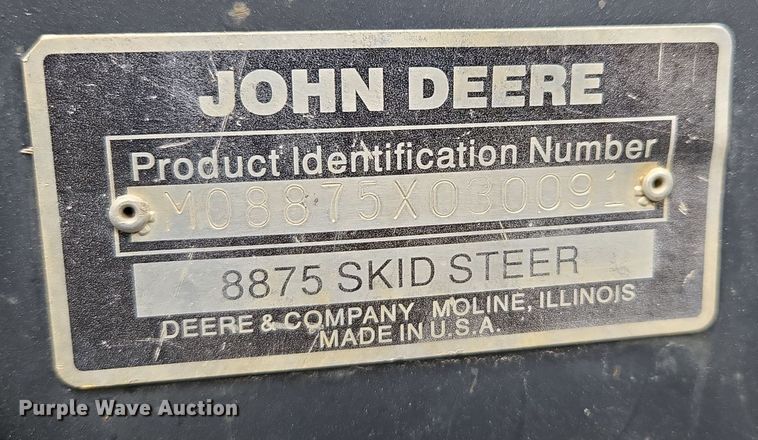 JOHN DEERE
Product Identification Number
M08875X030091
8875 SKID STEER
DEERE & COMPANY MOLINE, ILLINOIS
MADE IN U.S.A.
Purple Wave Auction